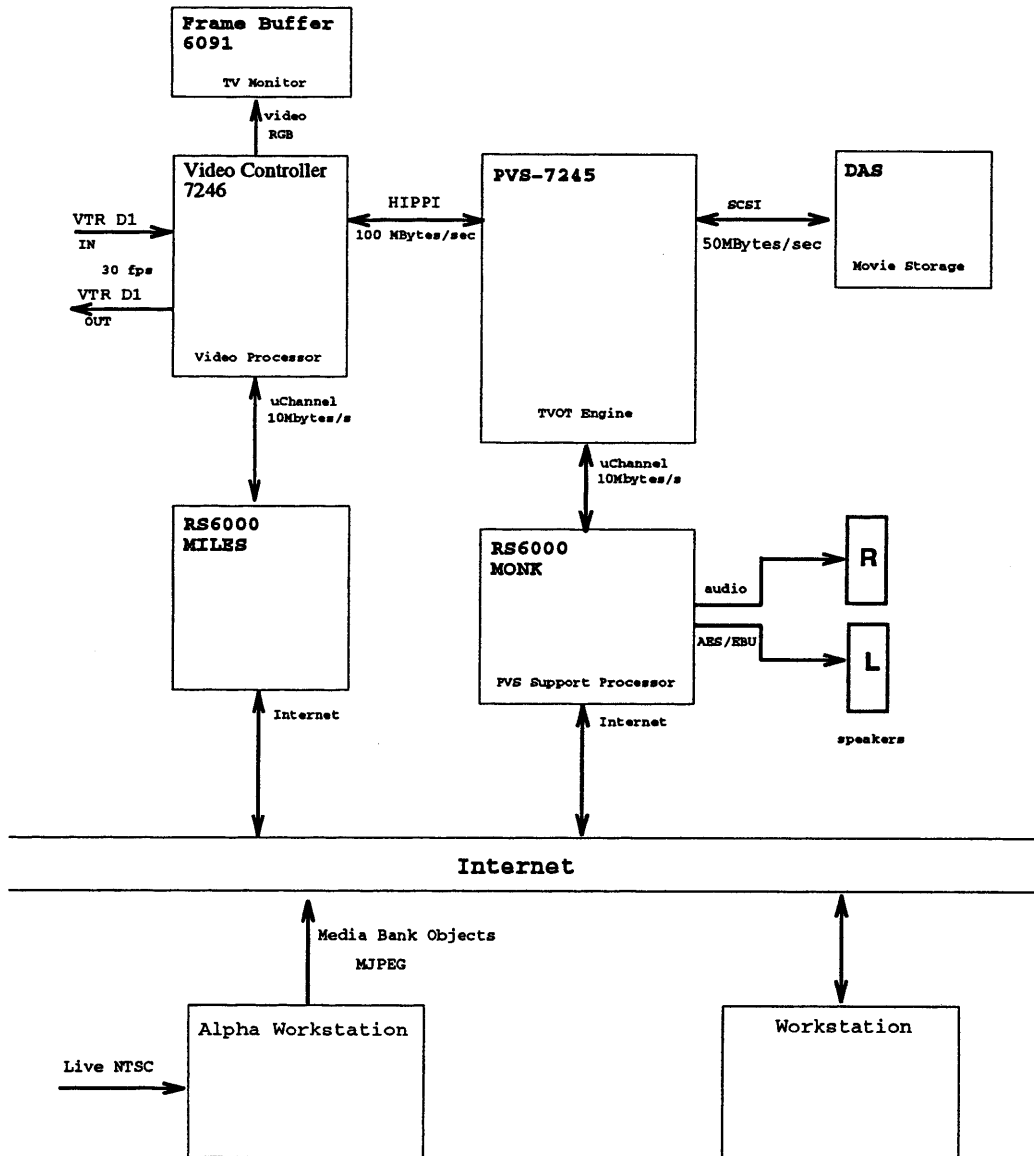 Frame Buffer
6091
TV Monitor
video
RGB
Video Controller
7246
VTR D1
IN
30 fps
VTR D1
OUT
Video Processor
HIPPI
100 MBytes/sec
PVS-7245
TVOT Engine
SCSI
50MBytes/sec
DAS
Movie Storage
uChannel
10Mbytes/s
uChannel
10Mbytes/s
RS6000
MILES
RS6000
MONK
PVS Support Processor
audio
AES/EBU
R
L
speakers
Internet
Internet
Internet
Media Bank Objects
MJPEG
Alpha Workstation
Live NTSC
Workstation